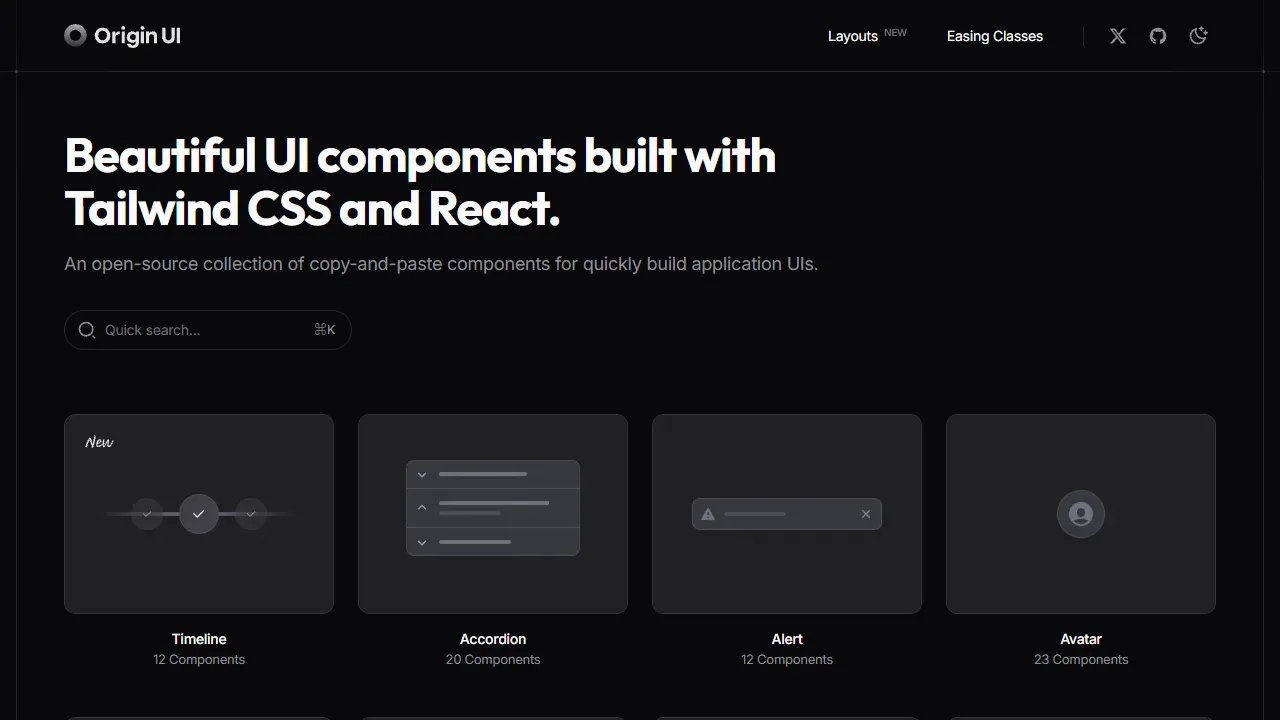 Origin UI
Layouts NEW
Easing Classes
Beautiful UI components built with
Tailwind CSS and React.
An open-source collection of copy-and-paste components for quickly build application UIs.
Quick search...
⌘K
New
Timeline
12 Components
Accordion
20 Components
Alert
12 Components
Avatar
23 Components